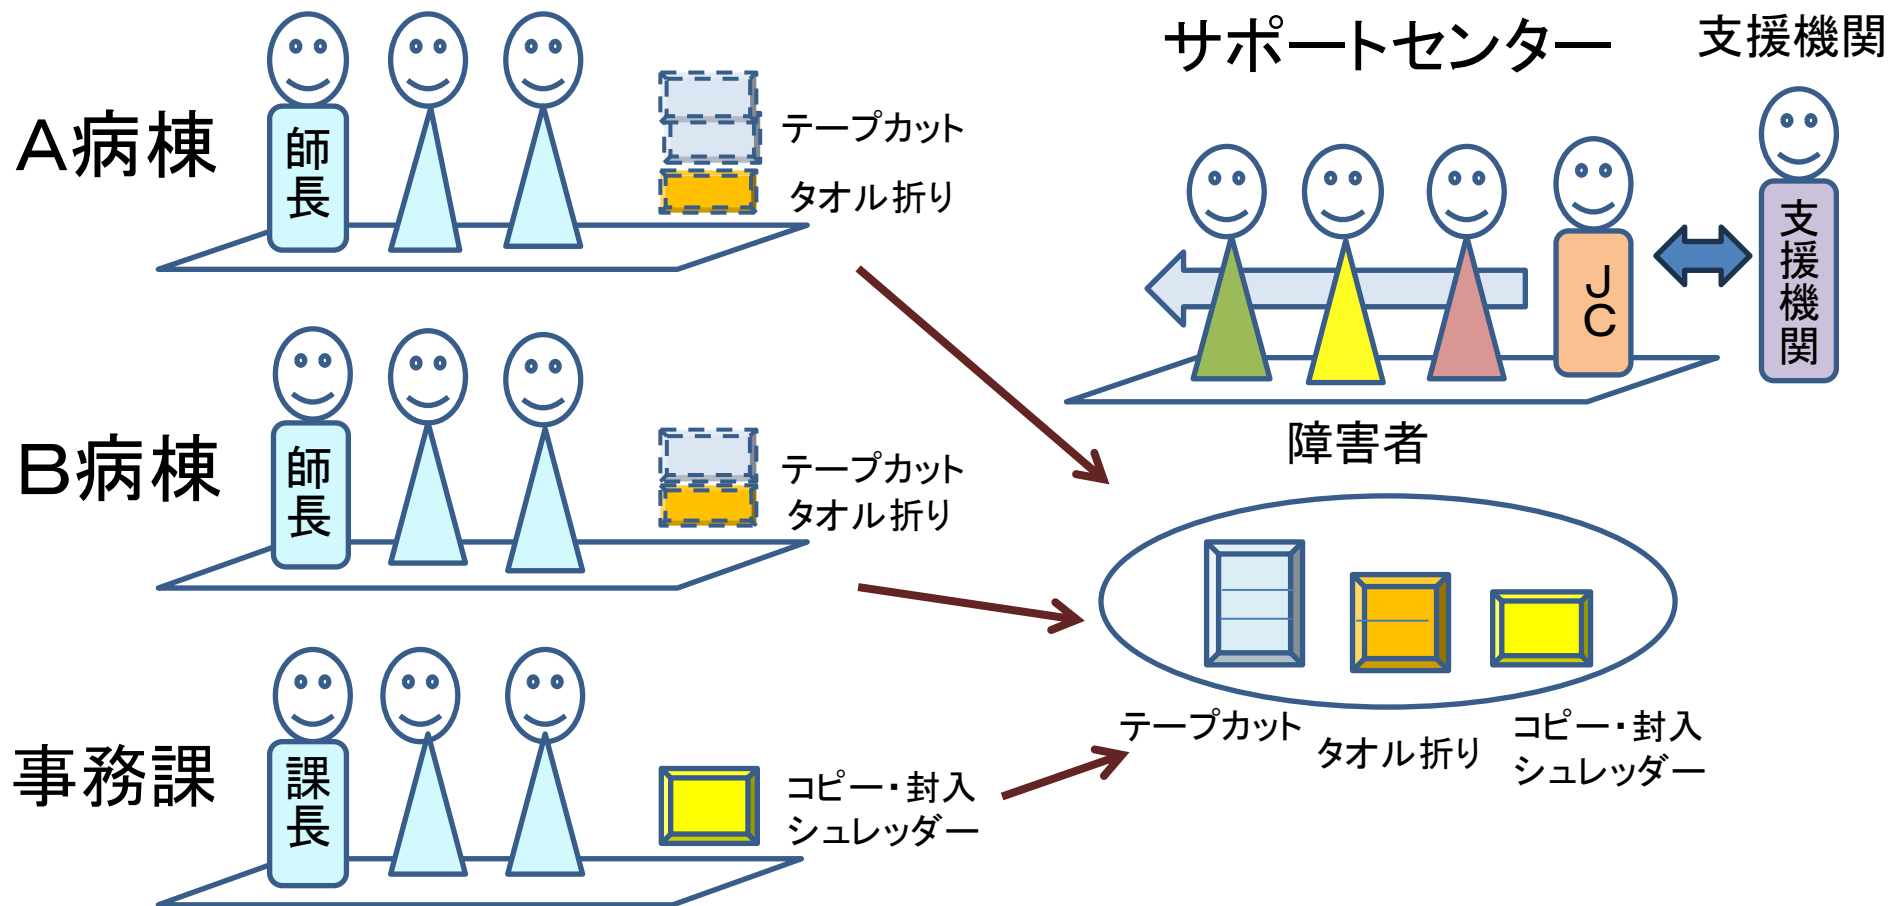 A病棟
師長
テープカット
タオル折り
B病棟
師長
テープカット
タオル折り
事務課
課長
コピー・封入
シュレッダー
サポートセンター
支援機関
JC
支援機関
障害者
テープカット
タオル折り
コピー・封入
シュレッダー